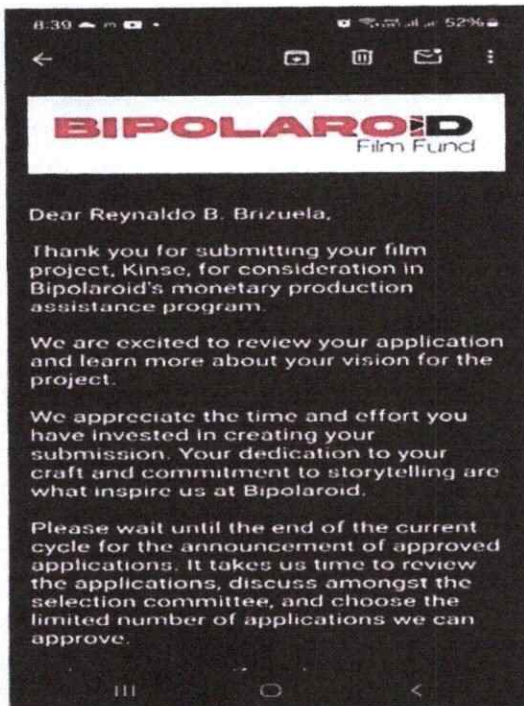 8:39
52%
BIPOLAROID
Film Fund
Dear Reynaldo B. Brizuela,
Thank you for submitting your film
project, Kinse, for consideration in
Bipolaroid's monetary production
assistance program.
We are excited to review your application
and learn more about your vision for the
project.
We appreciate the time and effort you
have invested in creating your
submission. Your dedication to your
craft and commitment to storytelling are
what inspire us at Bipolaroid.
Please wait until the end of the current
cycle for the announcement of approved
applications. It takes us time to review
the applications, discuss amongst the
selection committee, and choose the
limited number of applications we can
approve.